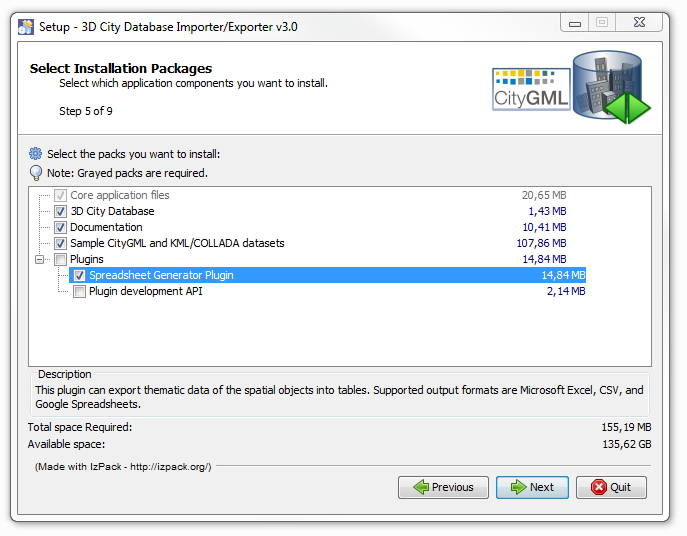 Setup - 3D City Database Importer/Exporter v3.0
Select Installation Packages
Select which application components you want to install.
Step 5 of 9
CityGML
Select the packs you want to install:
Note: Grayed packs are required.
Core application files 20,65 MB
3D City Database 1,43 MB
Documentation 10,41 MB
Sample CityGML and KML/COLLADA datasets 107,86 MB
Plugins 14,84 MB
Spreadsheet Generator Plugin 14,84 MB
Plugin development API 2,14 MB
Description
This plugin can export thematic data of the spatial objects into tables. Supported output formats are Microsoft Excel, CSV, and
Google Spreadsheets.
Total space Required: 155,19 MB
Available space: 135,62 GB
(Made with IzPack - http://izpack.org/)
Previous Next Quit